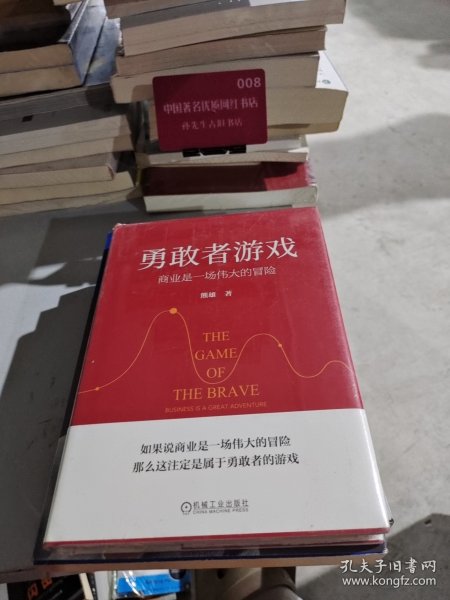 008
中国著名优质网红书店
孙先生古旧书店
勇敢者游戏
商业是一场伟大的冒险
熊雄 著
THE
GAME
OF
THE BRAVE
BUSINESS IS A GREAT ADVENTURE
如果说商业是一场伟大的冒险
那么这注定是属于勇敢者的游戏
机械工业出版社
CHINA MACHINE PRESS
孔夫子旧书网
www.kongfz.com